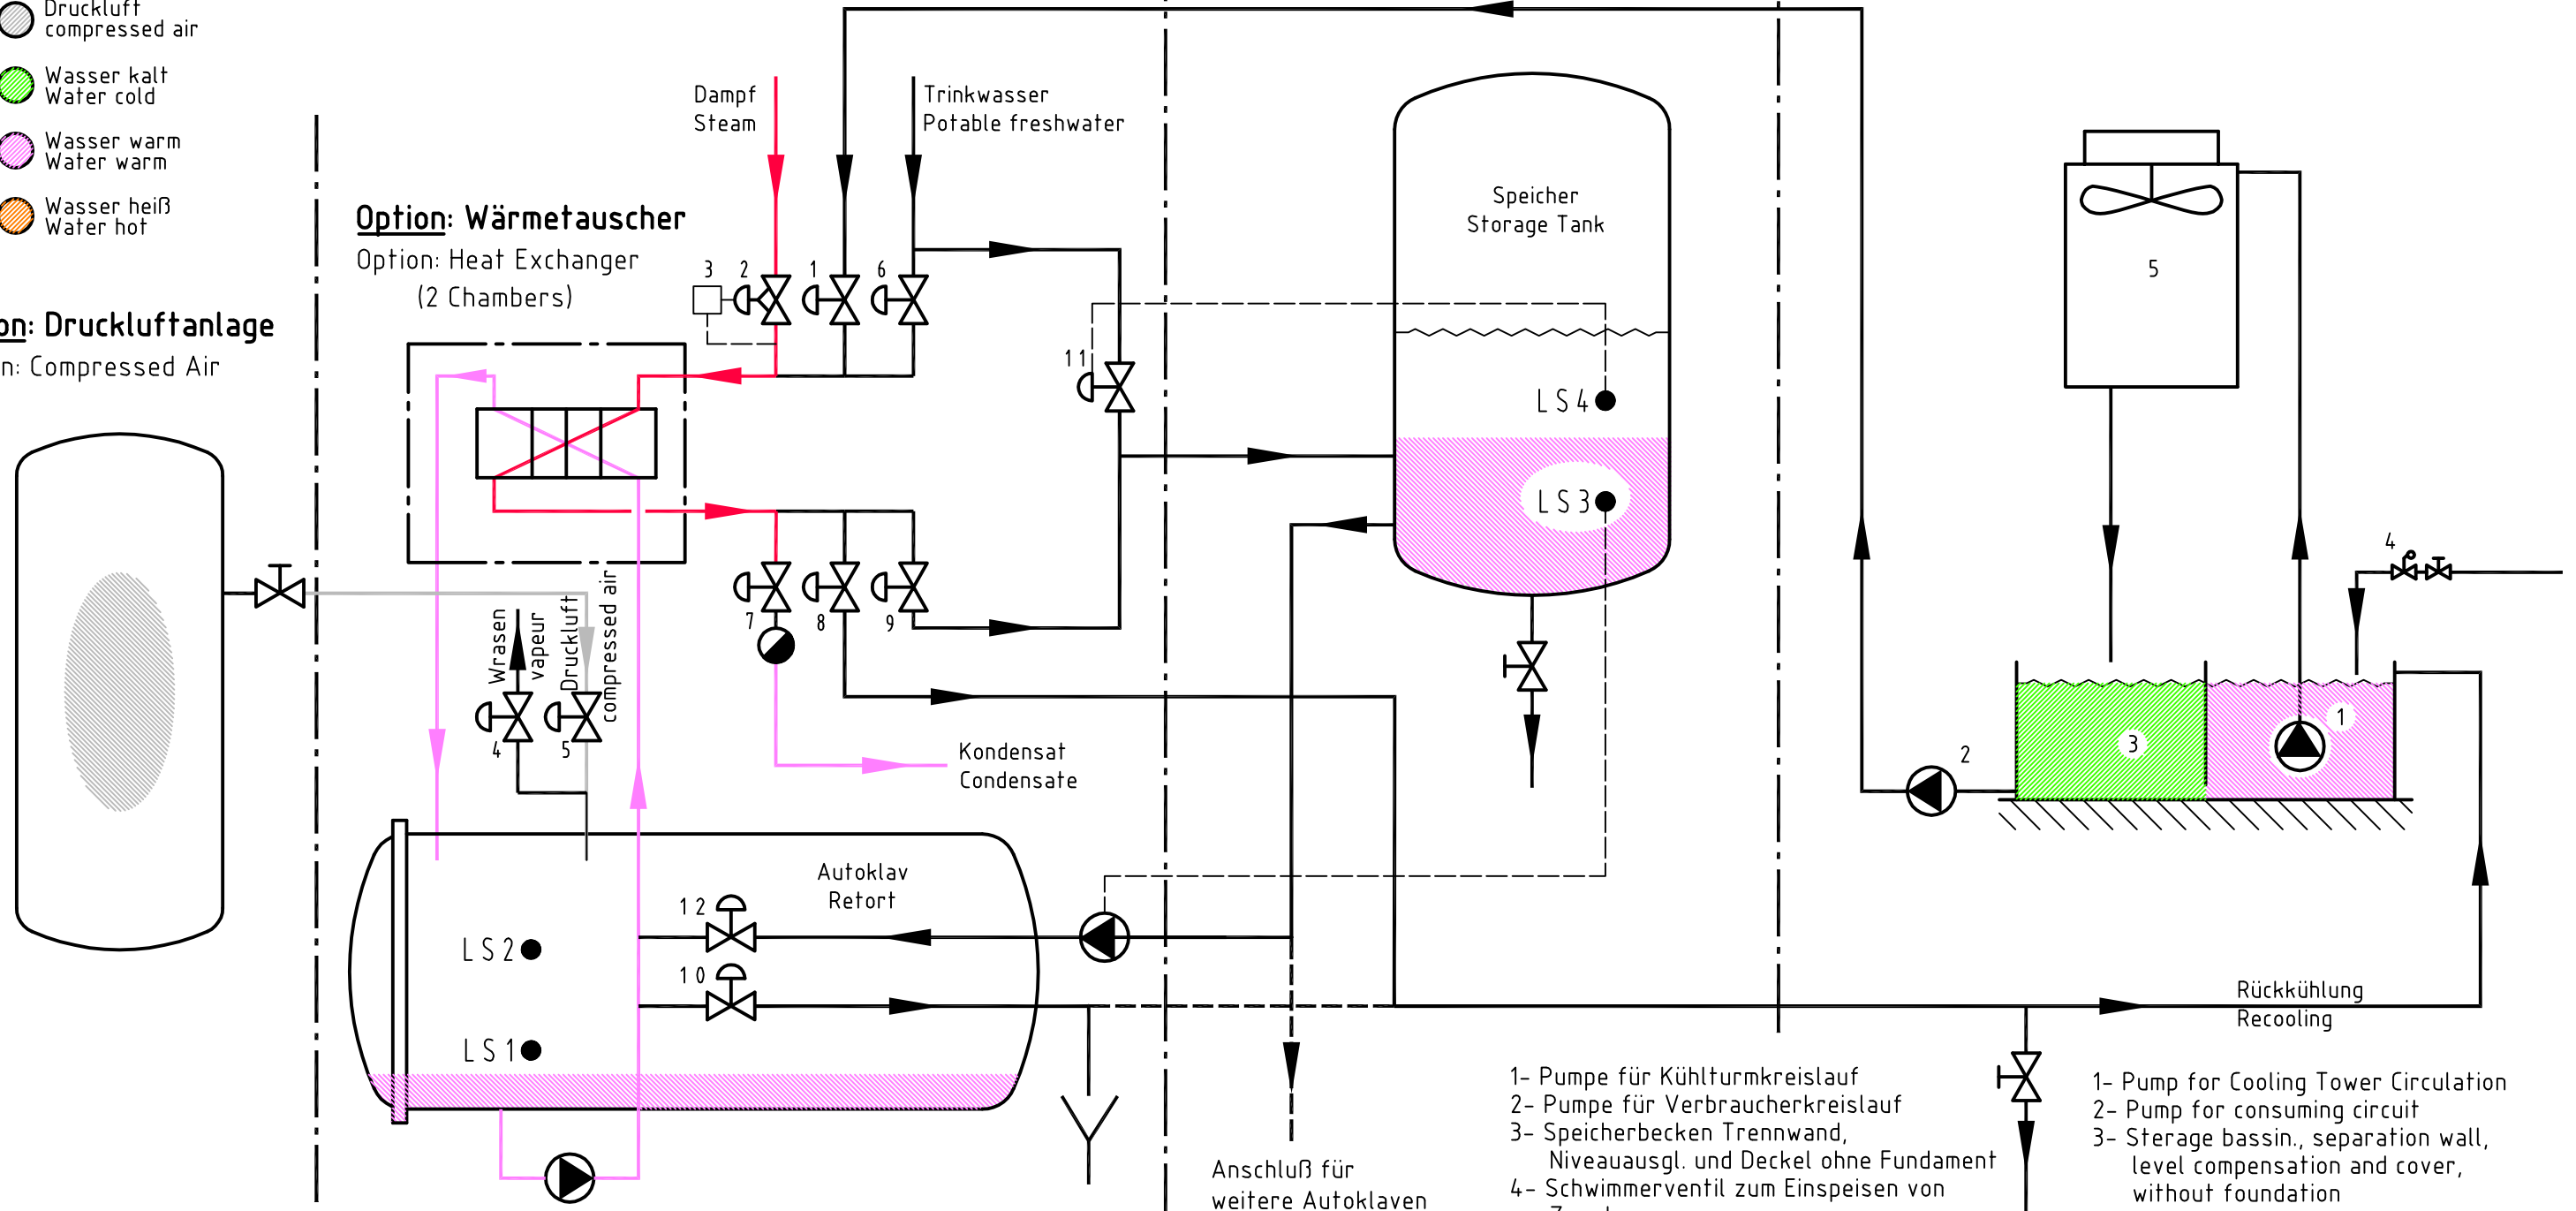 Druckluft
compressed air
Wasser kalt
Water cold
Wasser warm
Water warm
Wasser heiß
Water hot
on: Druckluftanlage
n: Compressed Air
Option: Wärmetauscher
Option: Heat Exchanger
(2 Chambers)
Dampf
Steam
Trinkwasser
Potable freshwater
3
2
1
6
11
7
8
9
Wrasen
vapeur
Druckluft
compressed air
4
5
Kondensat
Condensate
Autoklav
Retort
12
10
LS2
LS1
Speicher
Storage Tank
LS4
LS3
5
4
3
1
2
Rückkühlung
Recooling
Anschluß für
weitere Autoklaven
1- Pumpe für Kühlturmkreislauf
2- Pumpe für Verbraucherkreislauf
3- Speicherbecken Trennwand,
Niveauausgl. und Deckel ohne Fundament
4- Schwimmerventil zum Einspeisen von
1- Pump for Cooling Tower Circulation
2- Pump for consuming circuit
3- Sterage bassin., separation wall,
level compensation and cover,
without foundation